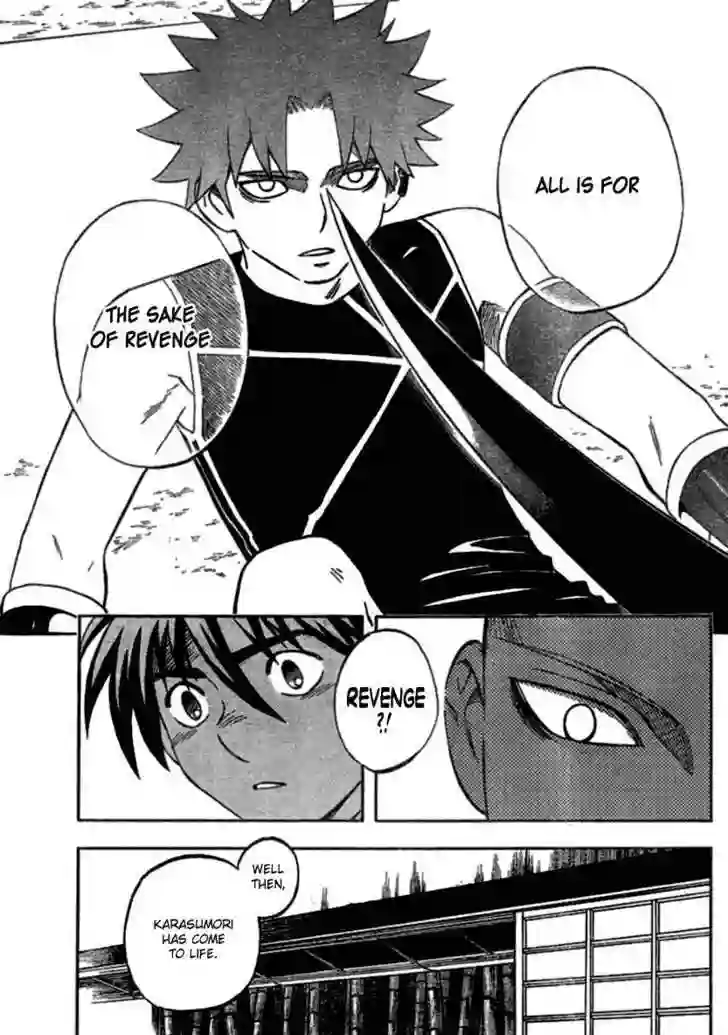 ALL IS FOR
THE SAKE
OF REVENGE
REVENGE
?!
WELL
THEN,
KARASUMORI
HAS COME
TO LIFE.